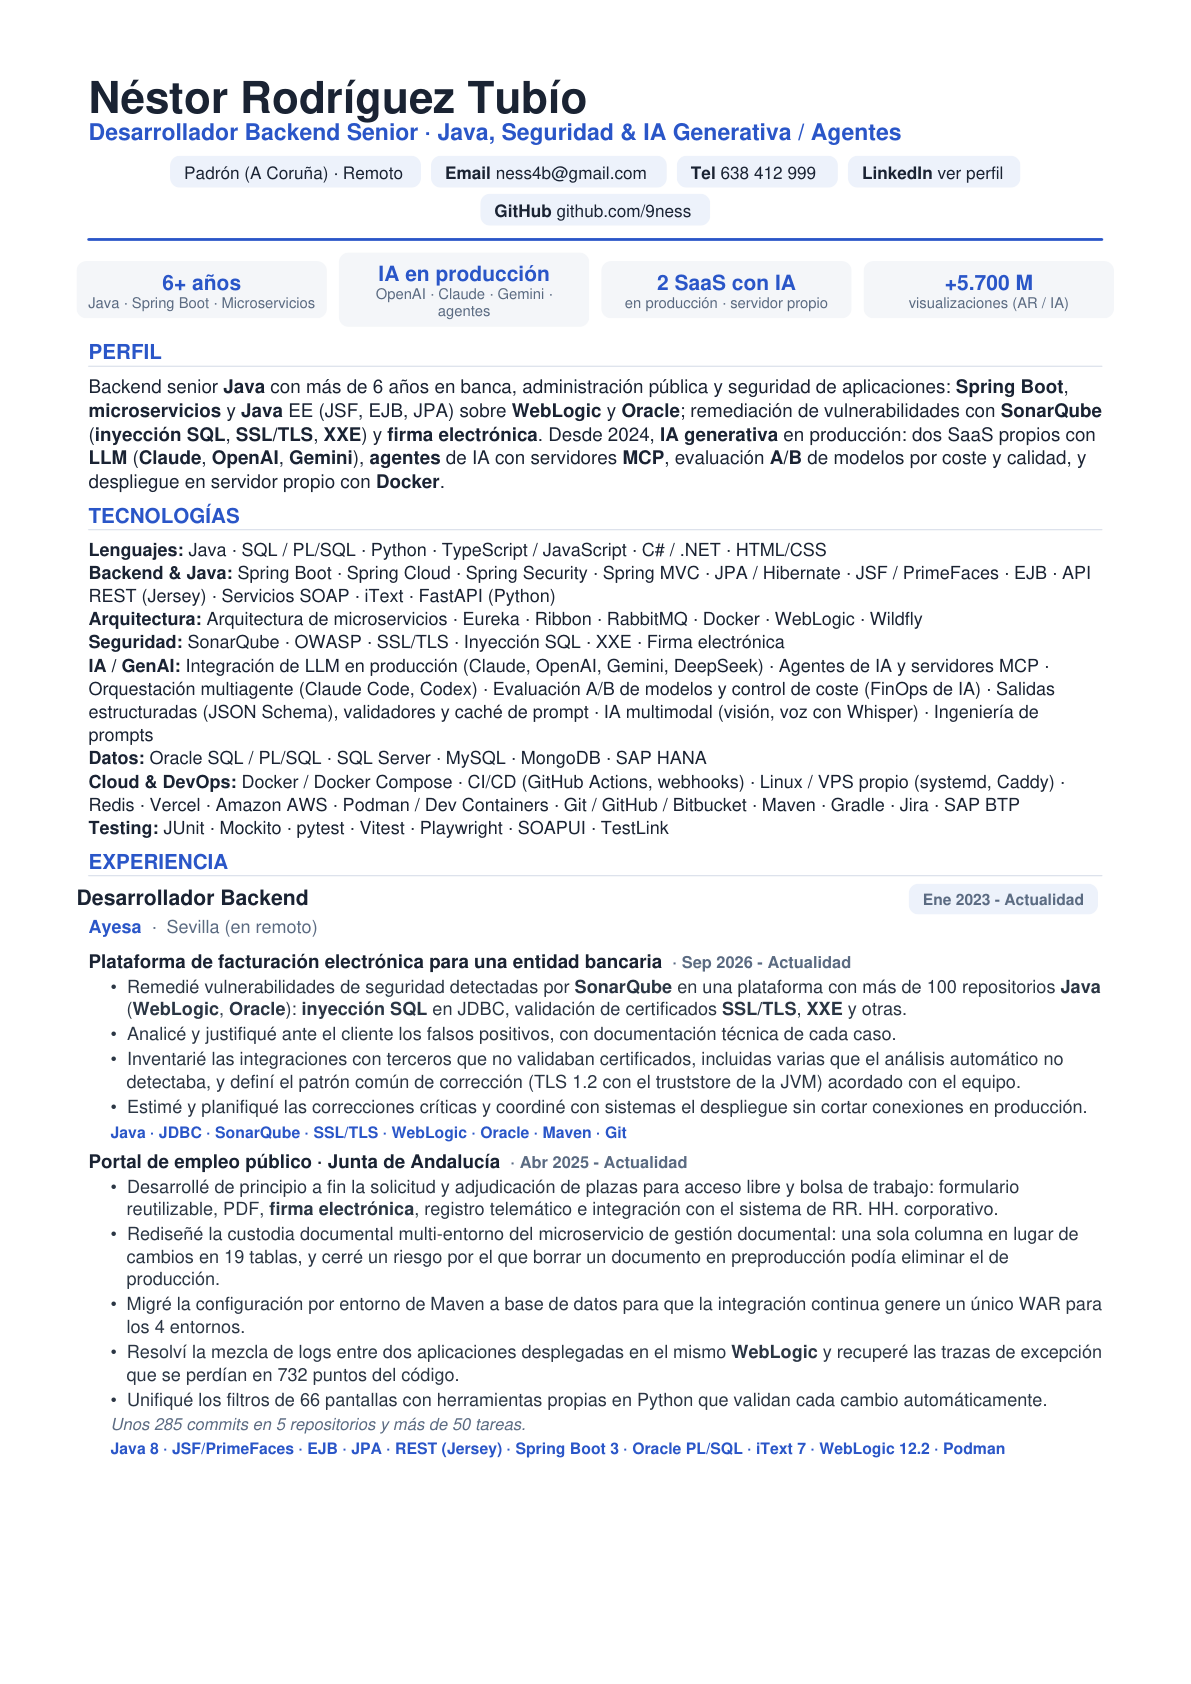 Néstor Rodríguez Tubío
Desarrollador Backend Senior · Java, Seguridad & IA Generativa / Agentes
Padrón (A Coruña) · Remoto
Email ness4b@gmail.com
Tel 638 412 999
LinkedIn ver perfil
GitHub github.com/9ness
6+ años
Java · Spring Boot · Microservicios
IA en producción
OpenAI · Claude · Gemini ·
agentes
2 SaaS con IA
en producción · servidor propio
+5.700 M
visualizaciones (AR / IA)
PERFIL
Backend senior Java con más de 6 años en banca, administración pública y seguridad de aplicaciones: Spring Boot,
microservicios y Java EE (JSF, EJB, JPA) sobre WebLogic y Oracle; remediación de vulnerabilidades con SonarQube
(inyección SQL, SSL/TLS, XXE) y firma electrónica. Desde 2024, IA generativa en producción: dos SaaS propios con
LLM (Claude, OpenAI, Gemini), agentes de IA con servidores MCP, evaluación A/B de modelos por coste y calidad, y
despliegue en servidor propio con Docker.
TECNOLOGÍAS
Lenguajes: Java · SQL / PL/SQL · Python · TypeScript / JavaScript · C# / .NET · HTML/CSS
Backend & Java: Spring Boot · Spring Cloud · Spring Security · Spring MVC · JPA / Hibernate · JSF / PrimeFaces · EJB · API
REST (Jersey) · Servicios SOAP · iText · FastAPI (Python)
Arquitectura: Arquitectura de microservicios · Eureka · Ribbon · RabbitMQ · Docker · WebLogic · Wildfly
Seguridad: SonarQube · OWASP · SSL/TLS · Inyección SQL · XXE · Firma electrónica
IA / GenAI: Integración de LLM en producción (Claude, OpenAI, Gemini, DeepSeek) · Agentes de IA y servidores MCP ·
Orquestación multiagente (Claude Code, Codex) · Evaluación A/B de modelos y control de coste (FinOps de IA) · Salidas
estructuradas (JSON Schema), validadores y caché de prompt · IA multimodal (visión, voz con Whisper) · Ingeniería de
prompts
Datos: Oracle SQL / PL/SQL · SQL Server · MySQL · MongoDB · SAP HANA
Cloud & DevOps: Docker / Docker Compose · CI/CD (GitHub Actions, webhooks) · Linux / VPS propio (systemd, Caddy) ·
Redis · Vercel · Amazon AWS · Podman / Dev Containers · Git / GitHub / Bitbucket · Maven · Gradle · Jira · SAP BTP
Testing: JUnit · Mockito · pytest · Vitest · Playwright · SOAPUI · TestLink
EXPERIENCIA
Desarrollador Backend
Ene 2023 - Actualidad
Ayesa · Sevilla (en remoto)
Plataforma de facturación electrónica para una entidad bancaria · Sep 2026 - Actualidad
• Remedié vulnerabilidades de seguridad detectadas por SonarQube en una plataforma con más de 100 repositorios Java
(WebLogic, Oracle): inyección SQL en JDBC, validación de certificados SSL/TLS, XXE y otras.
• Analicé y justifiqué ante el cliente los falsos positivos, con documentación técnica de cada caso.
• Inventarié las integraciones con terceros que no validaban certificados, incluidas varias que el análisis automático no
detectaba, y definí el patrón común de corrección (TLS 1.2 con el truststore de la JVM) acordado con el equipo.
• Estimé y planifiqué las correcciones críticas y coordiné con sistemas el despliegue sin cortar conexiones en producción.
Java · JDBC · SonarQube · SSL/TLS · WebLogic · Oracle · Maven · Git
Portal de empleo público · Junta de Andalucía · Abr 2025 - Actualidad
• Desarrollé de principio a fin la solicitud y adjudicación de plazas para acceso libre y bolsa de trabajo: formulario
reutilizable, PDF, firma electrónica, registro telemático e integración con el sistema de RR. HH. corporativo.
• Rediseñé la custodia documental multi-entorno del microservicio de gestión documental: una sola columna en lugar de
cambios en 19 tablas, y cerré un riesgo por el que borrar un documento en preproducción podía eliminar el de
producción.
• Migré la configuración por entorno de Maven a base de datos para que la integración continua genere un único WAR para
los 4 entornos.
• Resolví la mezcla de logs entre dos aplicaciones desplegadas en el mismo WebLogic y recuperé las trazas de excepción
que se perdían en 732 puntos del código.
• Unifiqué los filtros de 66 pantallas con herramientas propias en Python que validan cada cambio automáticamente.
Unos 285 commits en 5 repositorios y más de 50 tareas.
Java 8 · JSF/PrimeFaces · EJB · JPA · REST (Jersey) · Spring Boot 3 · Oracle PL/SQL · iText 7 · WebLogic 12.2 · Podman